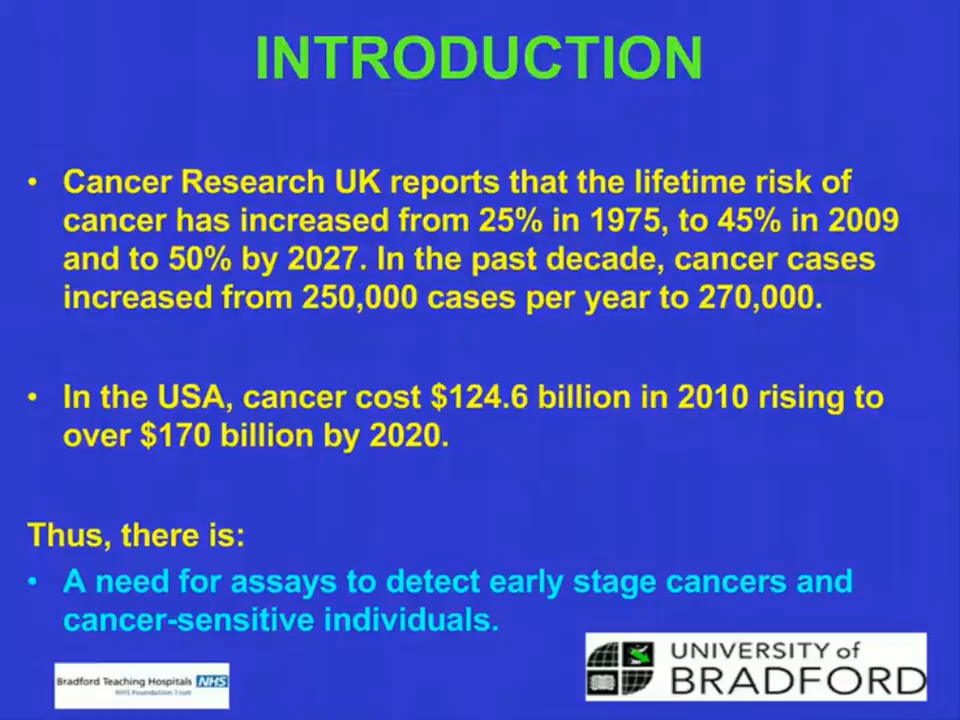 INTRODUCTION
• Cancer Research UK reports that the lifetime risk of
cancer has increased from 25% in 1975, to 45% in 2009
and to 50% by 2027. In the past decade, cancer cases
increased from 250,000 cases per year to 270,000.
• In the USA, cancer cost $124.6 billion in 2010 rising to
over $170 billion by 2020.
Thus, there is:
• A need for assays to detect early stage cancers and
cancer-sensitive individuals.
Bradford Teaching Hospitals NHS
NHS Foundation Trust
UNIVERSITY of
BRADFORD